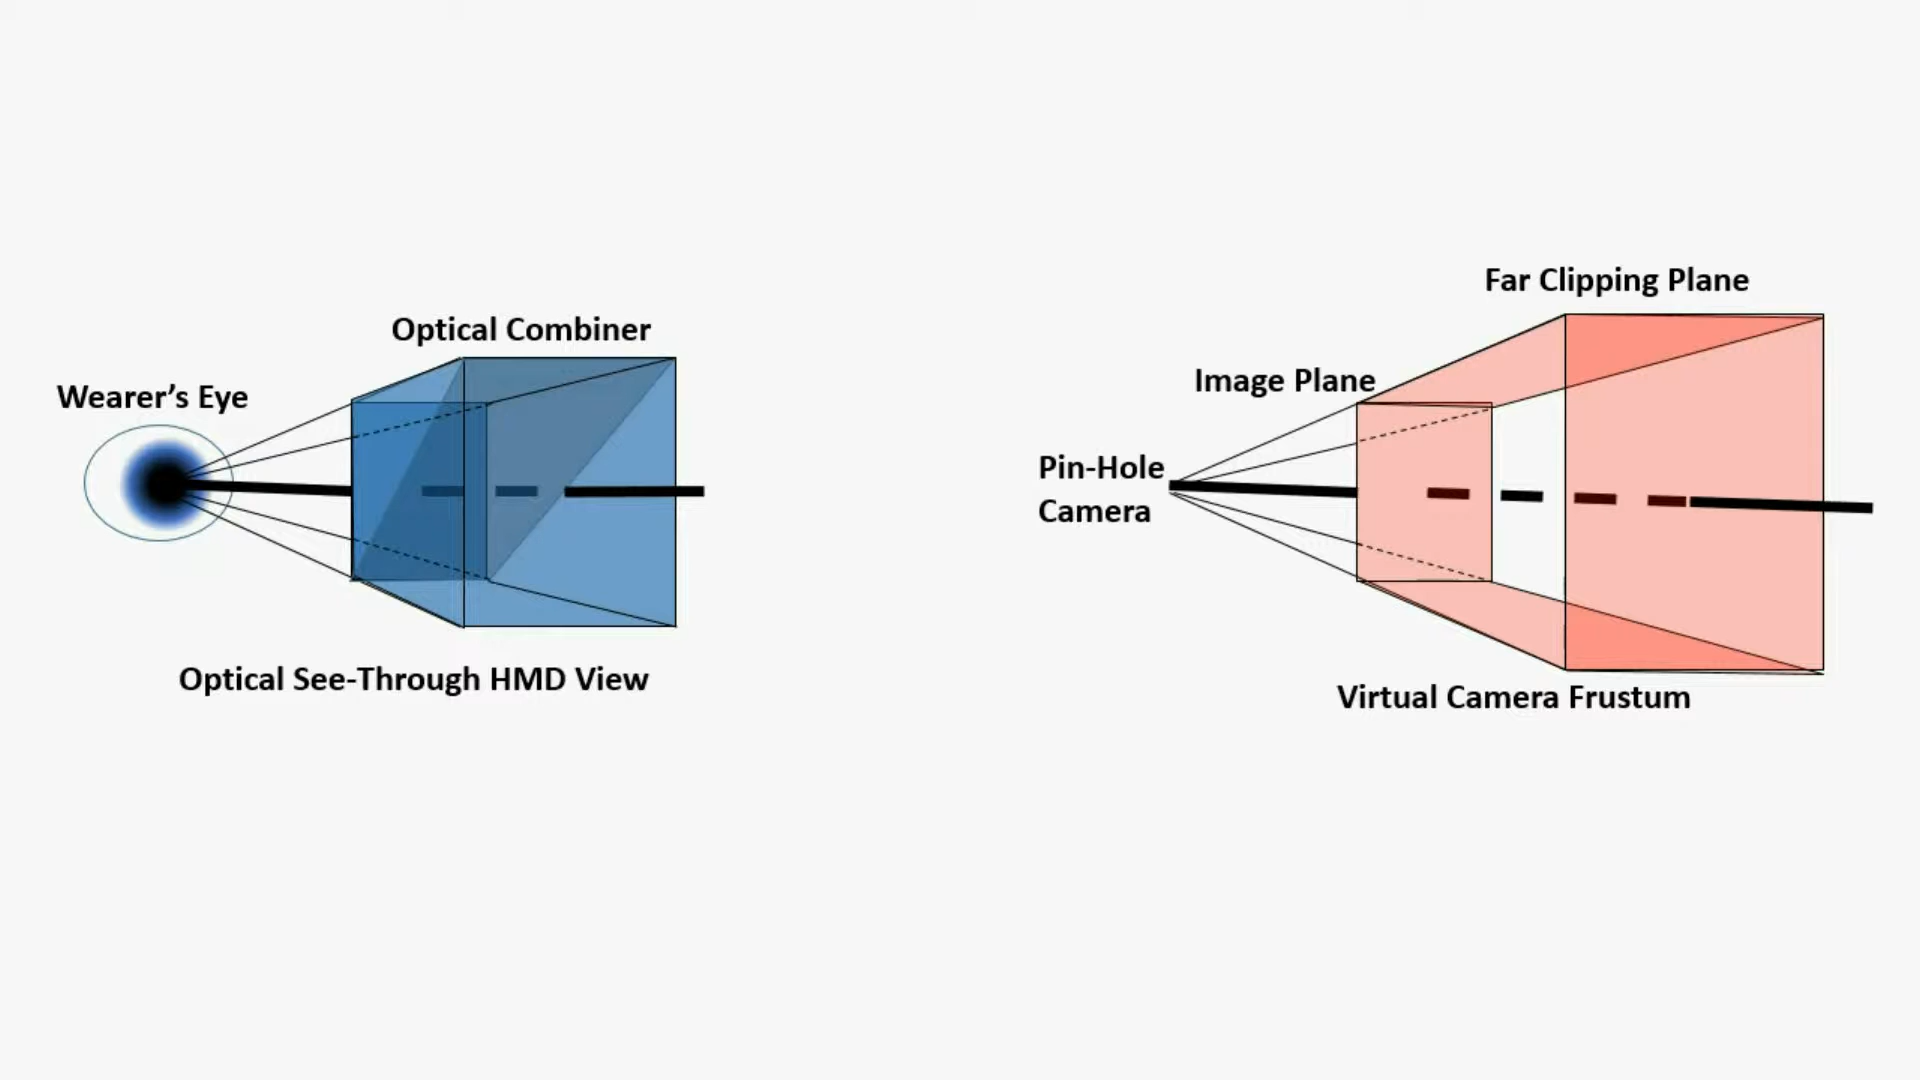 Wearer’s Eye
Optical Combiner
Optical See-Through HMD View
Far Clipping Plane
Image Plane
Pin-Hole
Camera
Virtual Camera Frustum